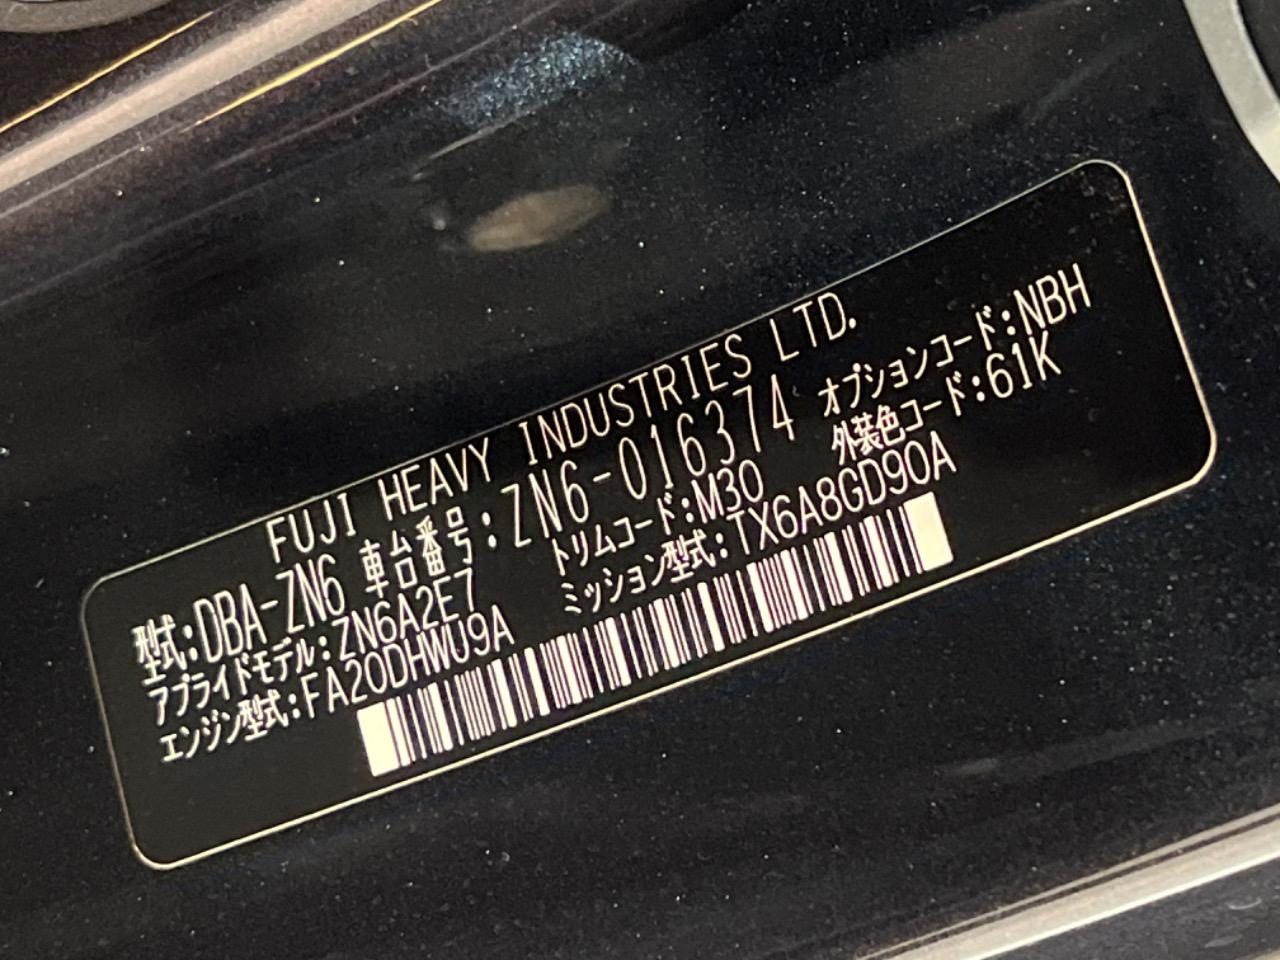 FUJI HEAVY INDUSTRIES LTD.
型式:DBA-ZN6 車台番号:ZN6-016374 オプションコード:NBH
アプライドモデル:ZN6A2E7 トリムコード:M30 外装色コード:61K
エンジン型式:FA20DHWU9A ミッション型式:TX6A8GD90A